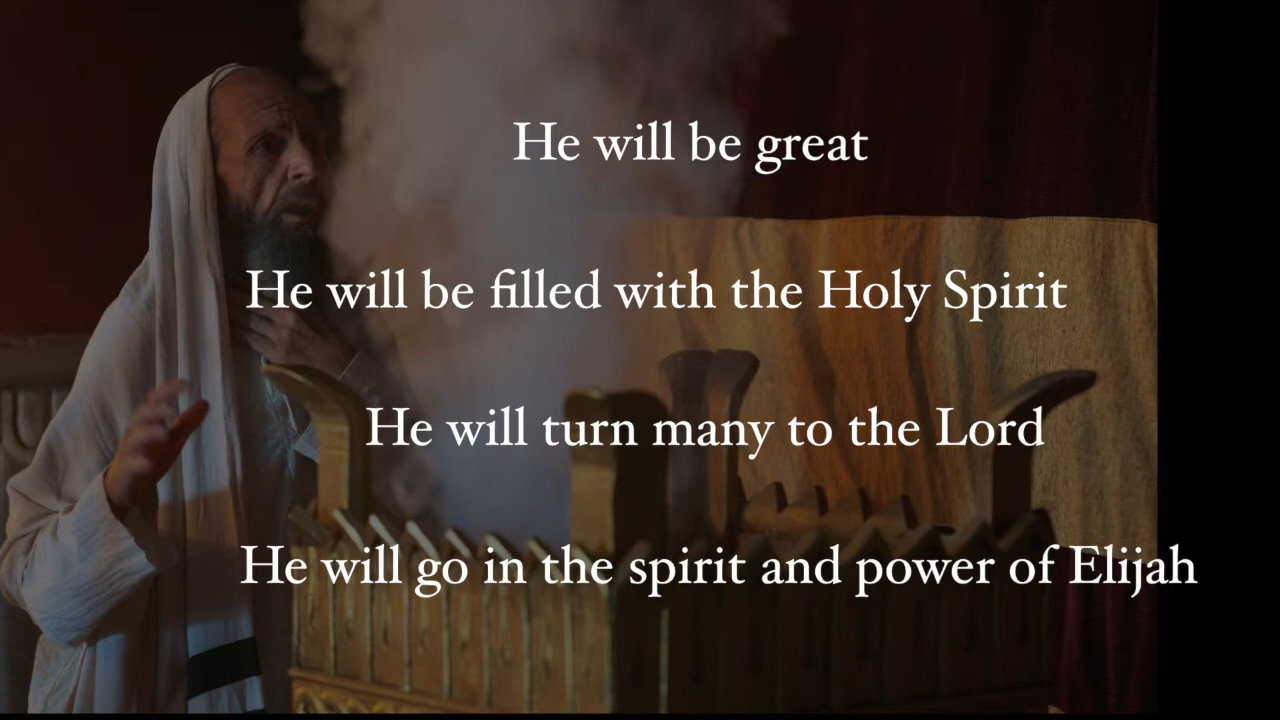 He will be great
He will be filled with the Holy Spirit
He will turn many to the Lord
He will go in the spirit and power of Elijah